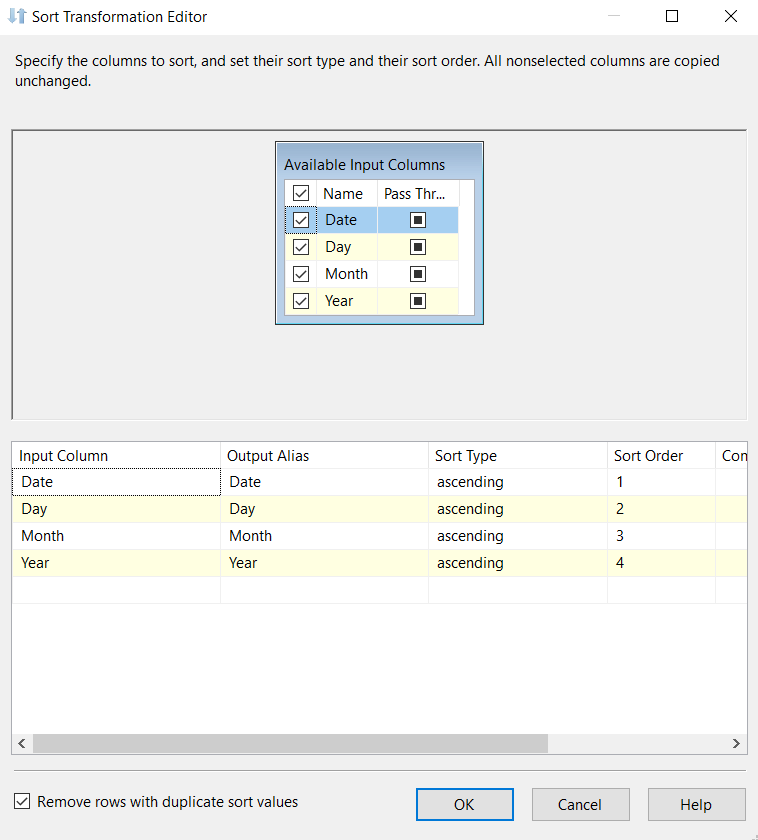 Sort Transformation Editor
Specify the columns to sort, and set their sort type and their sort order. All nonselected columns are copied
unchanged.
Available Input Columns
Name Pass Thr...
Date
Day
Month
Year
Input Column Output Alias Sort Type Sort Order Con
Date Date ascending 1
Day Day ascending 2
Month Month ascending 3
Year Year ascending 4
Remove rows with duplicate sort values OK Cancel Help